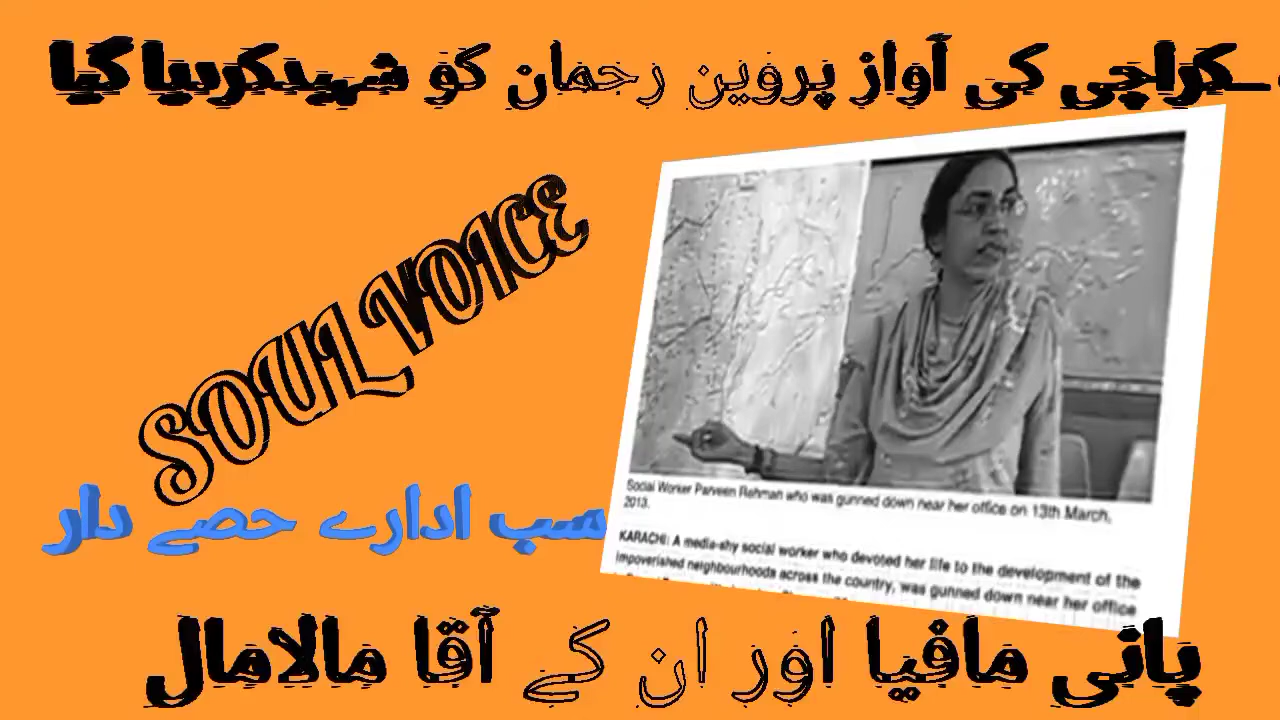 کراچی کی آواز پروین رحمان کو شہید کر دیا گیا
SOUL VOICE
Social Worker Parveen Rehman who was gunned down near her office on 13th March,
2013.
KARACHI: A media-shy social worker who devoted her life to the development of the
impoverished neighbourhoods across the country, was gunned down near her office
سب ادارے حصے دار
پانی مافیا اور ان کے آقا مالامال